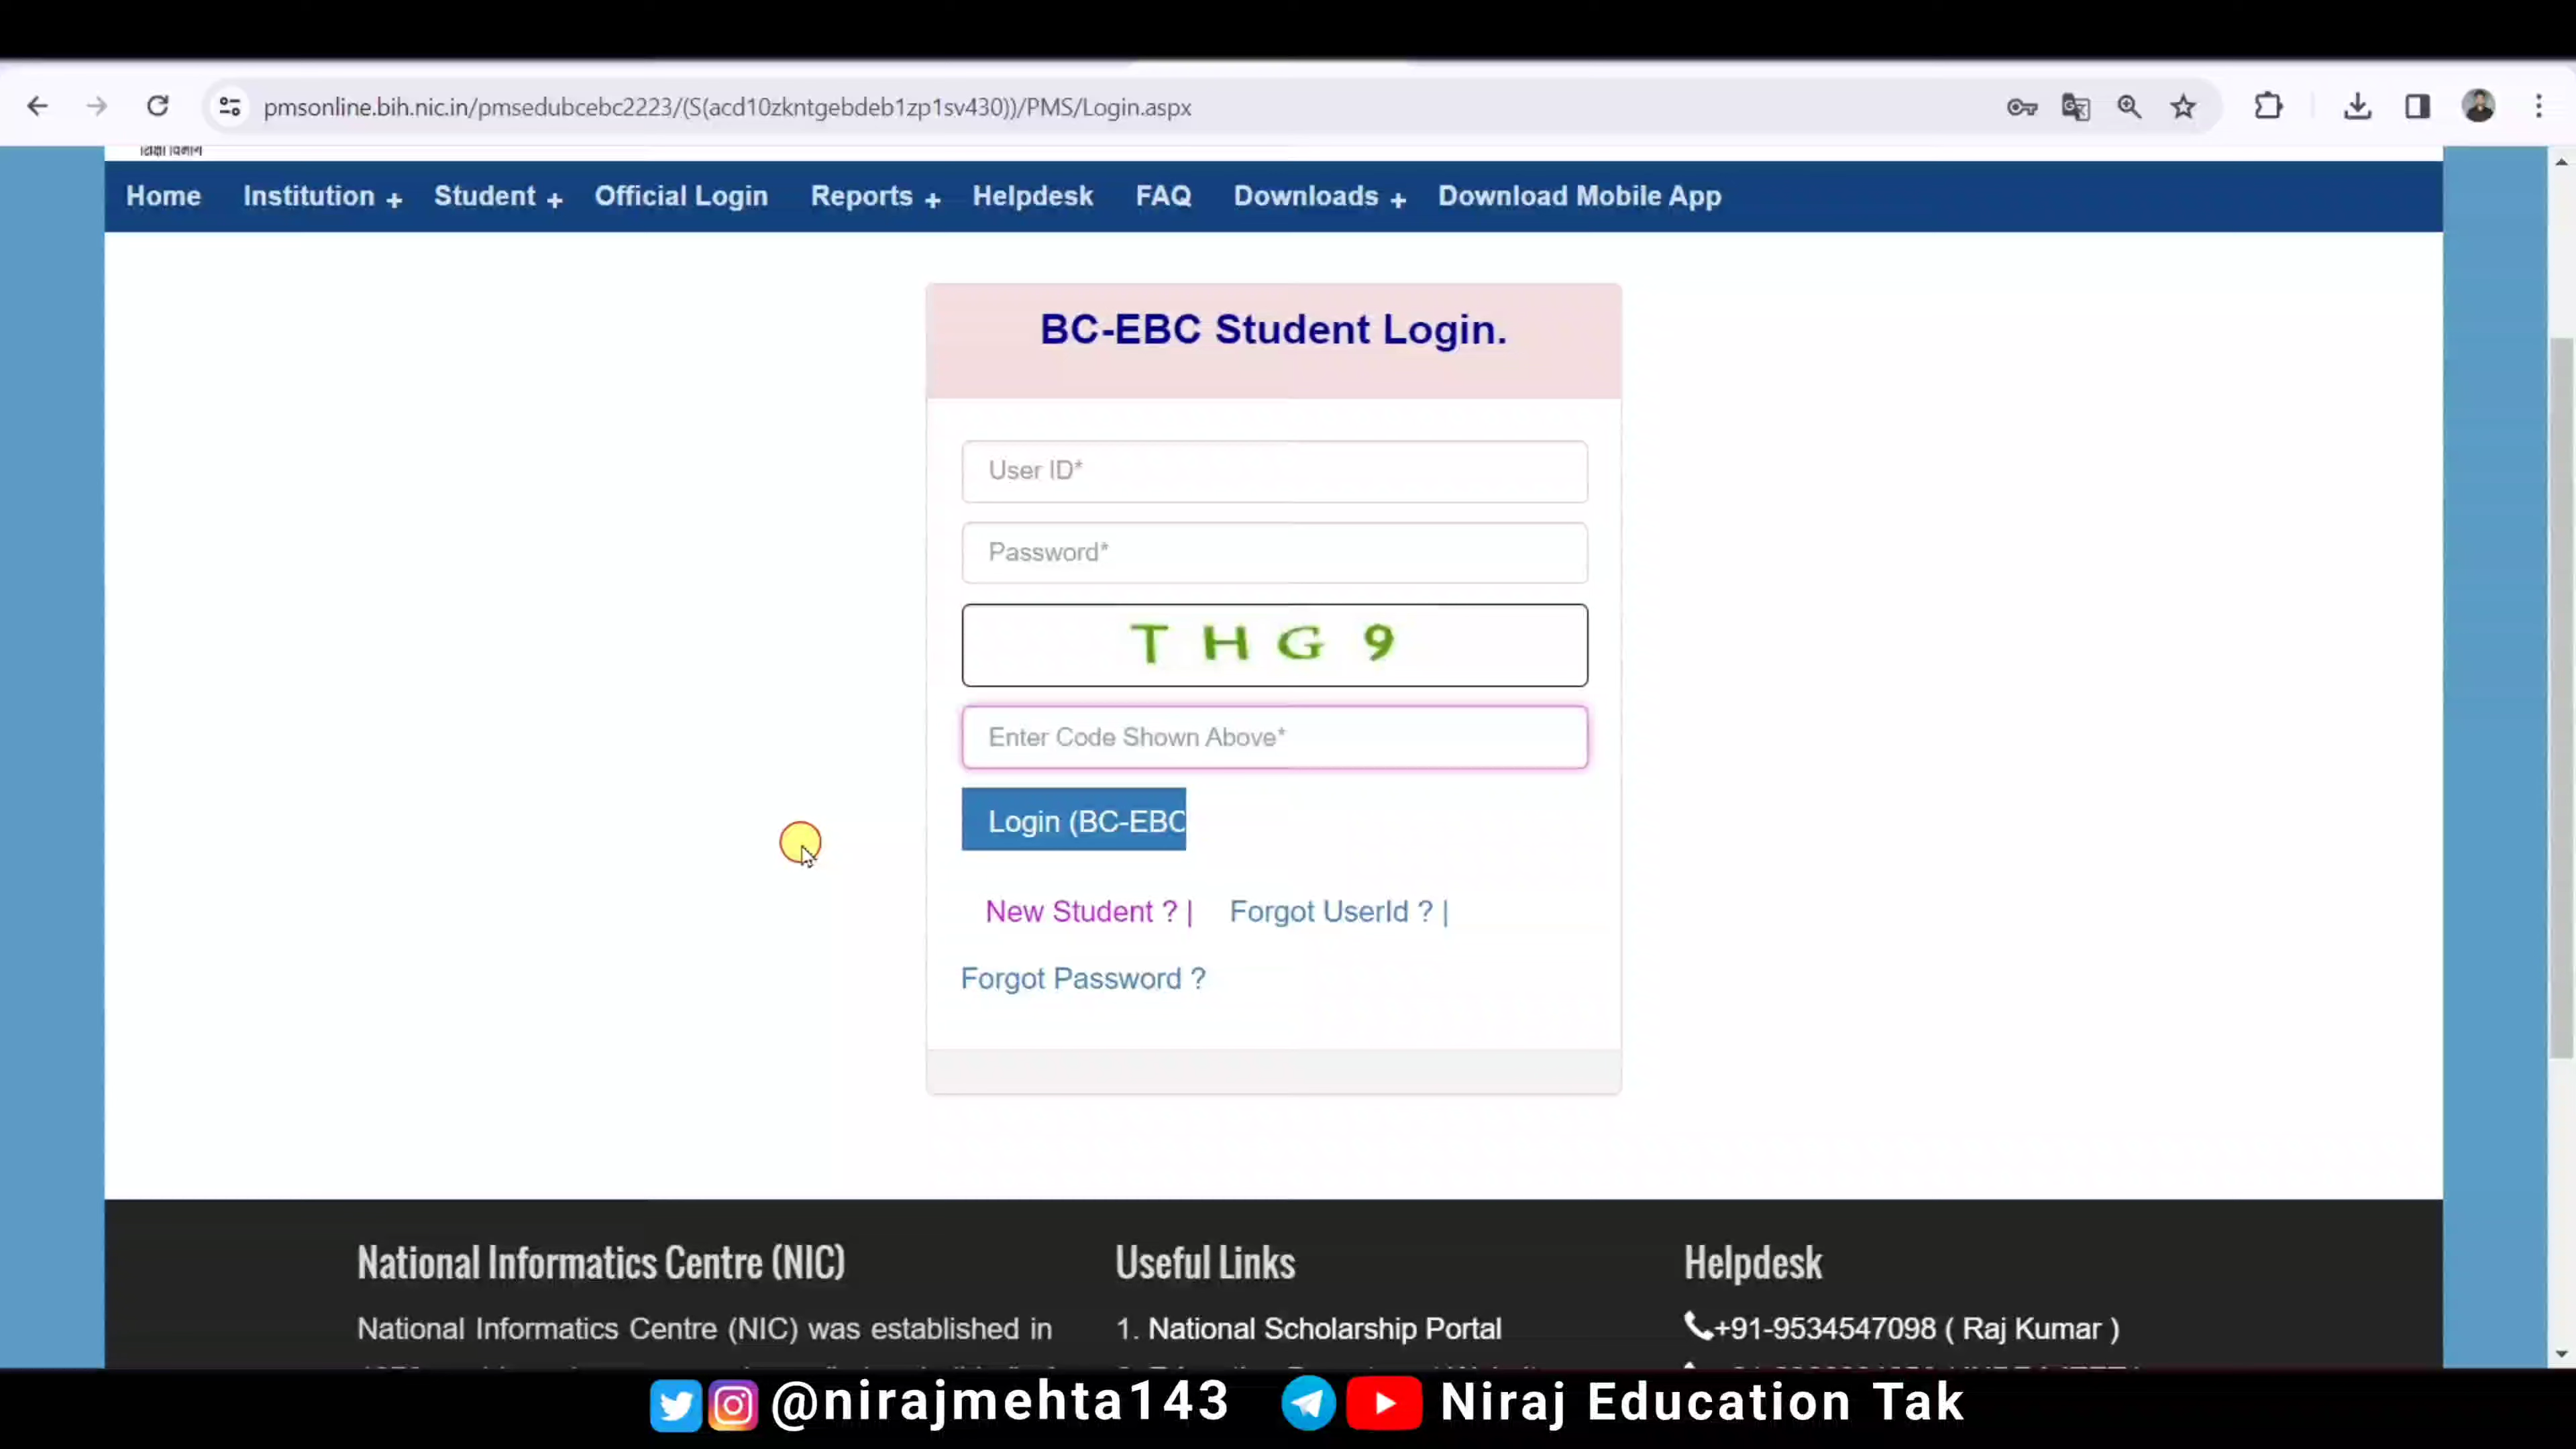 pmsonline.bih.nic.in/pmsedubcebc2223/(S(acd10zkntgebdeb1zp1sv430))/PMS/Login.aspx
शिक्षा विभाग
Home Institution + Student + Official Login Reports + Helpdesk FAQ Downloads + Download Mobile App
BC-EBC Student Login.
User ID*
Password*
T H G 9
Enter Code Shown Above*
Login (BC-EBC
New Student ? | Forgot UserId ? |
Forgot Password ?
National Informatics Centre (NIC) Useful Links Helpdesk
National Informatics Centre (NIC) was established in 1. National Scholarship Portal +91-9534547098 ( Raj Kumar )
@nirajmehta143 Niraj Education Tak